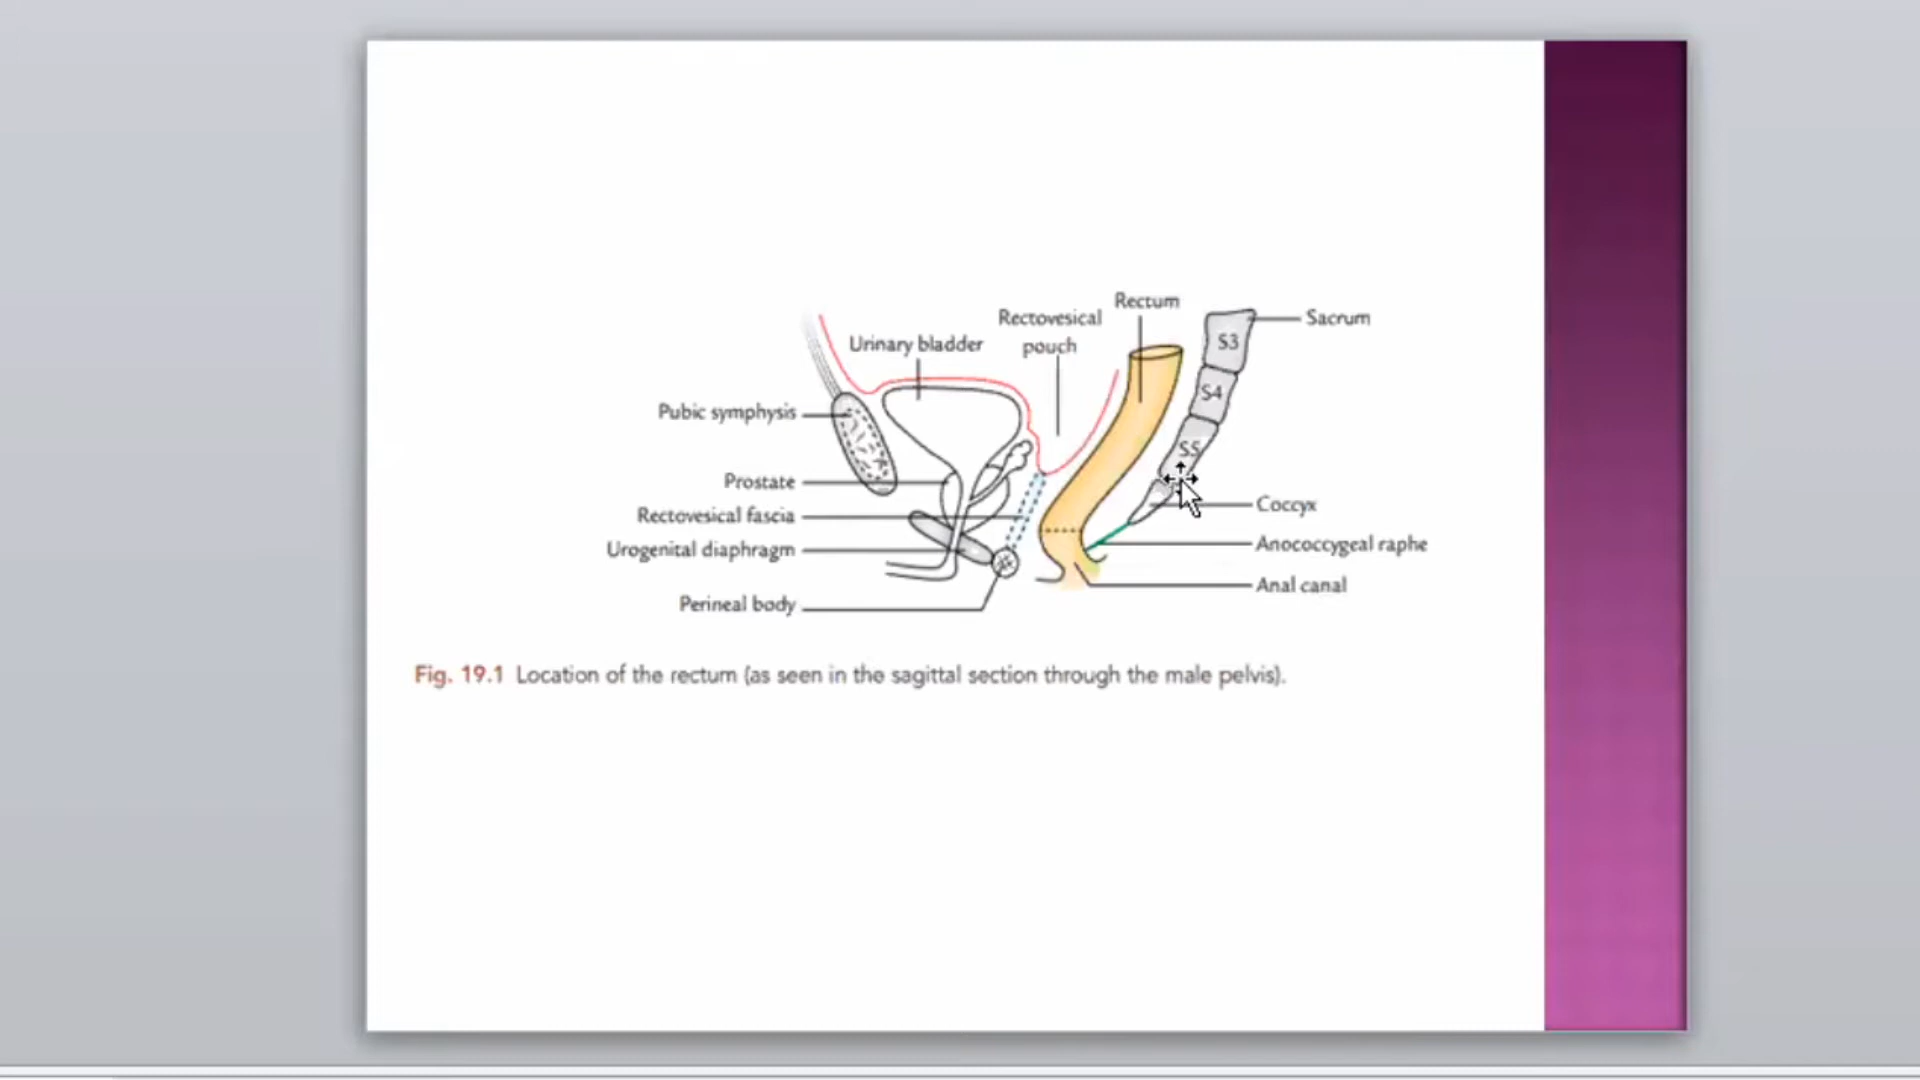 Rectum
Rectovesical
pouch
Sacrum
Urinary bladder
S3
S4
Pubic symphysis
S5
Prostate
Coccyx
Rectovesical fascia
Anococcygeal raphe
Urogenital diaphragm
Anal canal
Perineal body
Fig. 19.1 Location of the rectum (as seen in the sagittal section through the male pelvis).